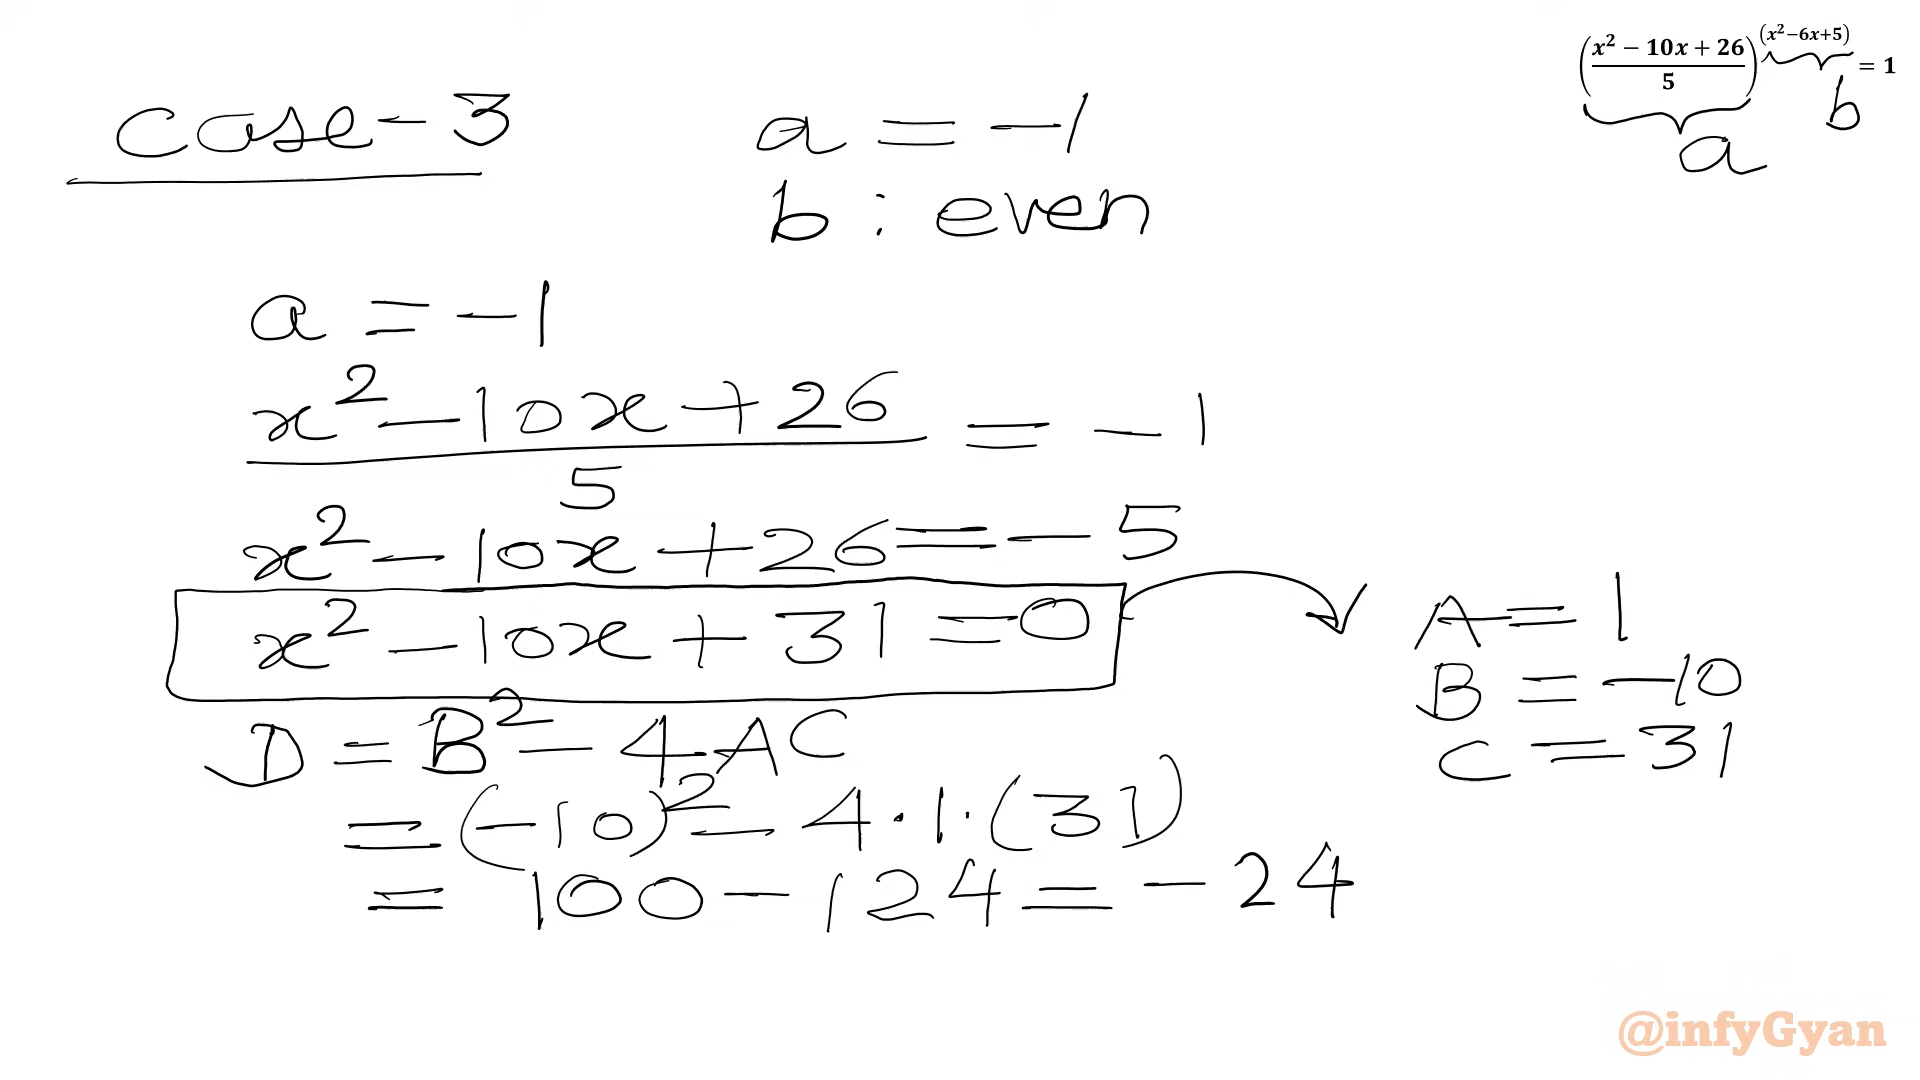 (x² − 10x + 26 / 5)^(x²−6x+5) = 1
a
b
case-3
a = -1
b : even
a = -1
x² - 10x + 26 / 5 = -1
x² - 10x + 26 = -5
x² - 10x + 31 = 0
A = 1
B = -10
C = 31
D = B² - 4AC
= (-10)² - 4·1·(31)
= 100 - 124 = -24
@infyGyan